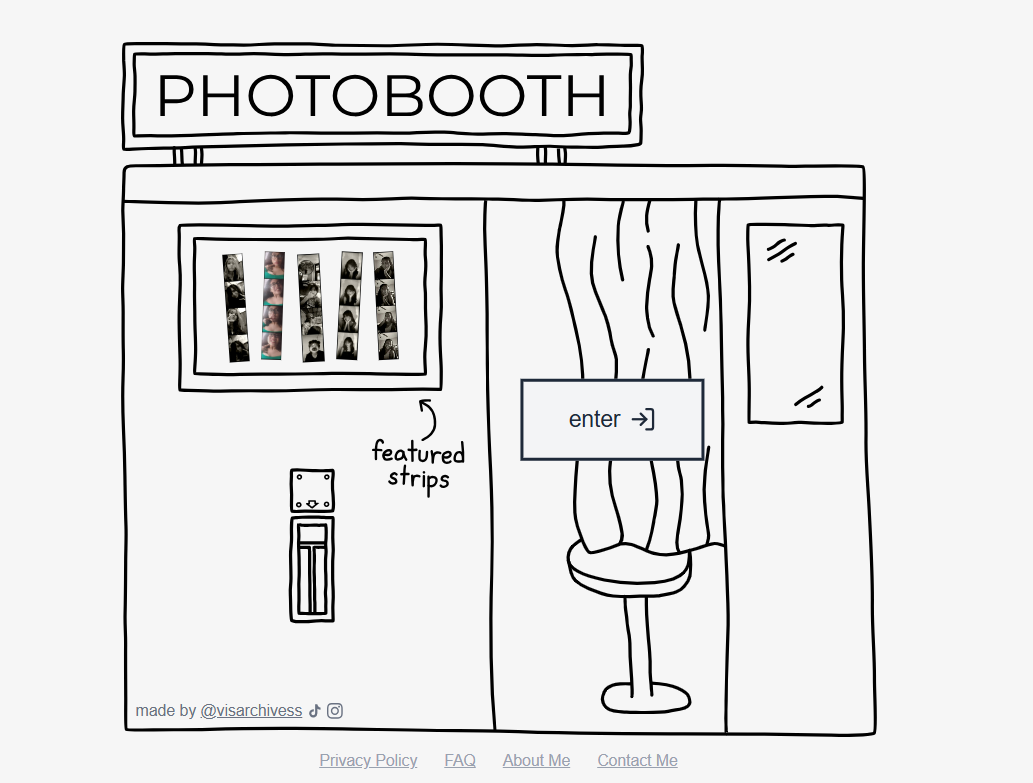 PHOTOBOOTH
enter
featured
strips
made by @visarchivess
Privacy Policy FAQ About Me Contact Me